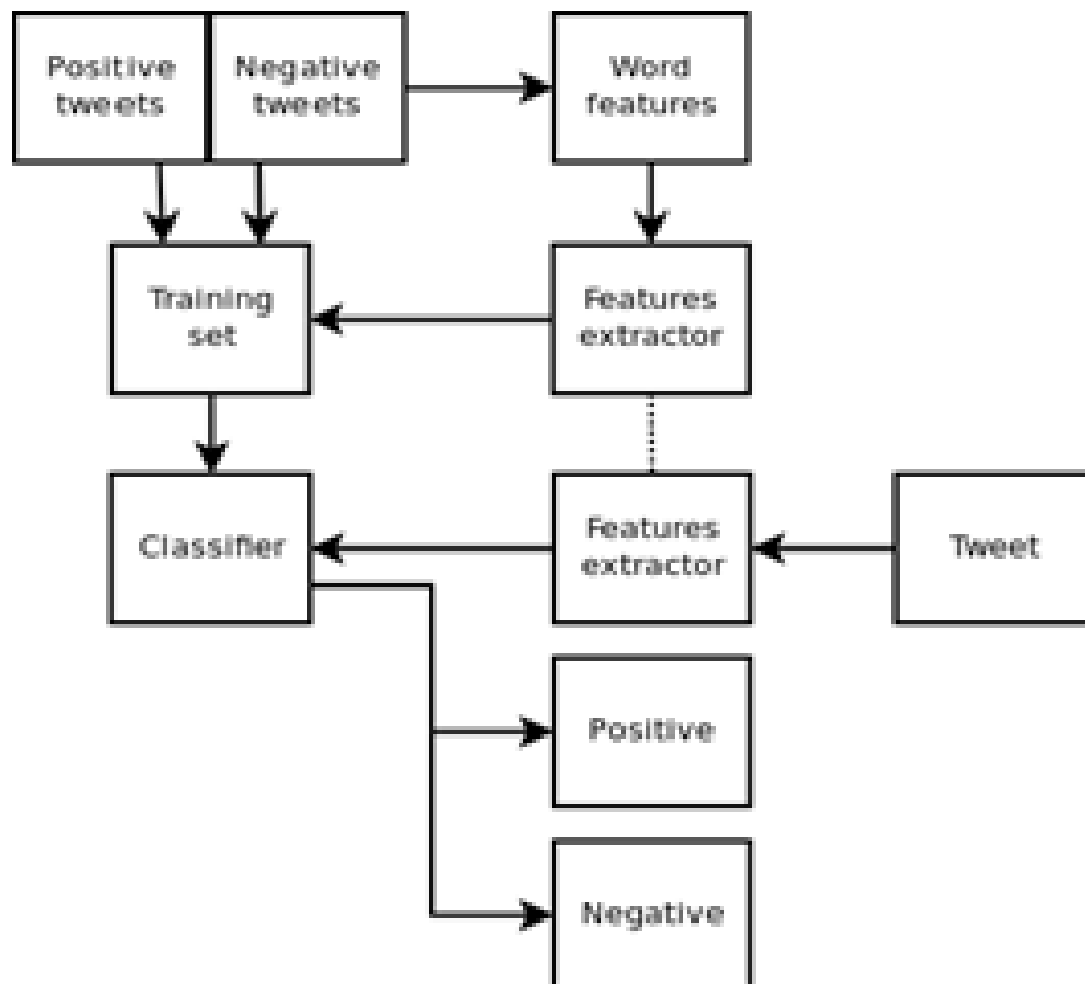 Positive
tweets
Negative
tweets
Word
features
Training
set
Features
extractor
Classifier
Features
extractor
Tweet
Positive
Negative